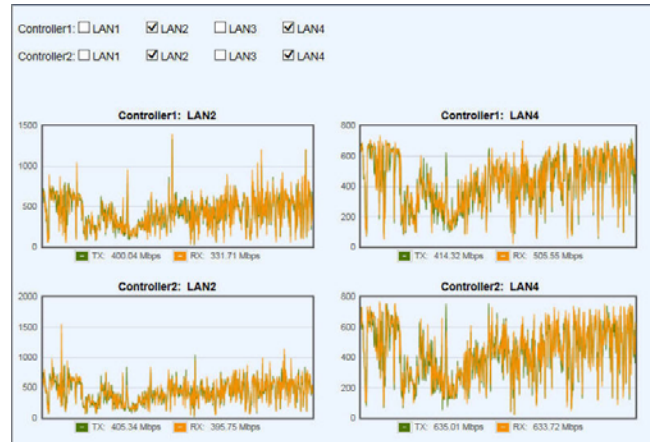 Controller1: LAN1 LAN2 LAN3 LAN4
Controller2: LAN1 LAN2 LAN3 LAN4
Controller1: LAN2
1500
1000
500
0
TX: 400.04 Mbps RX: 331.71 Mbps
Controller1: LAN4
800
600
400
200
0
TX: 414.32 Mbps RX: 505.55 Mbps
Controller2: LAN2
2000
1500
1000
500
0
TX: 405.34 Mbps RX: 395.75 Mbps
Controller2: LAN4
800
600
400
200
0
TX: 635.01 Mbps RX: 633.72 Mbps